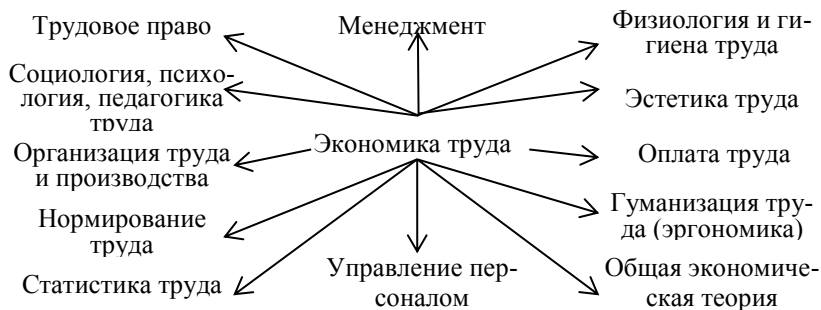 Трудовое право
Менеджмент
Физиология и ги-
гиена труда
Социология, психо-
логия, педагогика
труда
Эстетика труда
Организация труда
и производства
Экономика труда
Оплата труда
Нормирование
труда
Гуманизация тру-
да (эргономика)
Статистика труда
Управление пер-
соналом
Общая экономиче-
ская теория